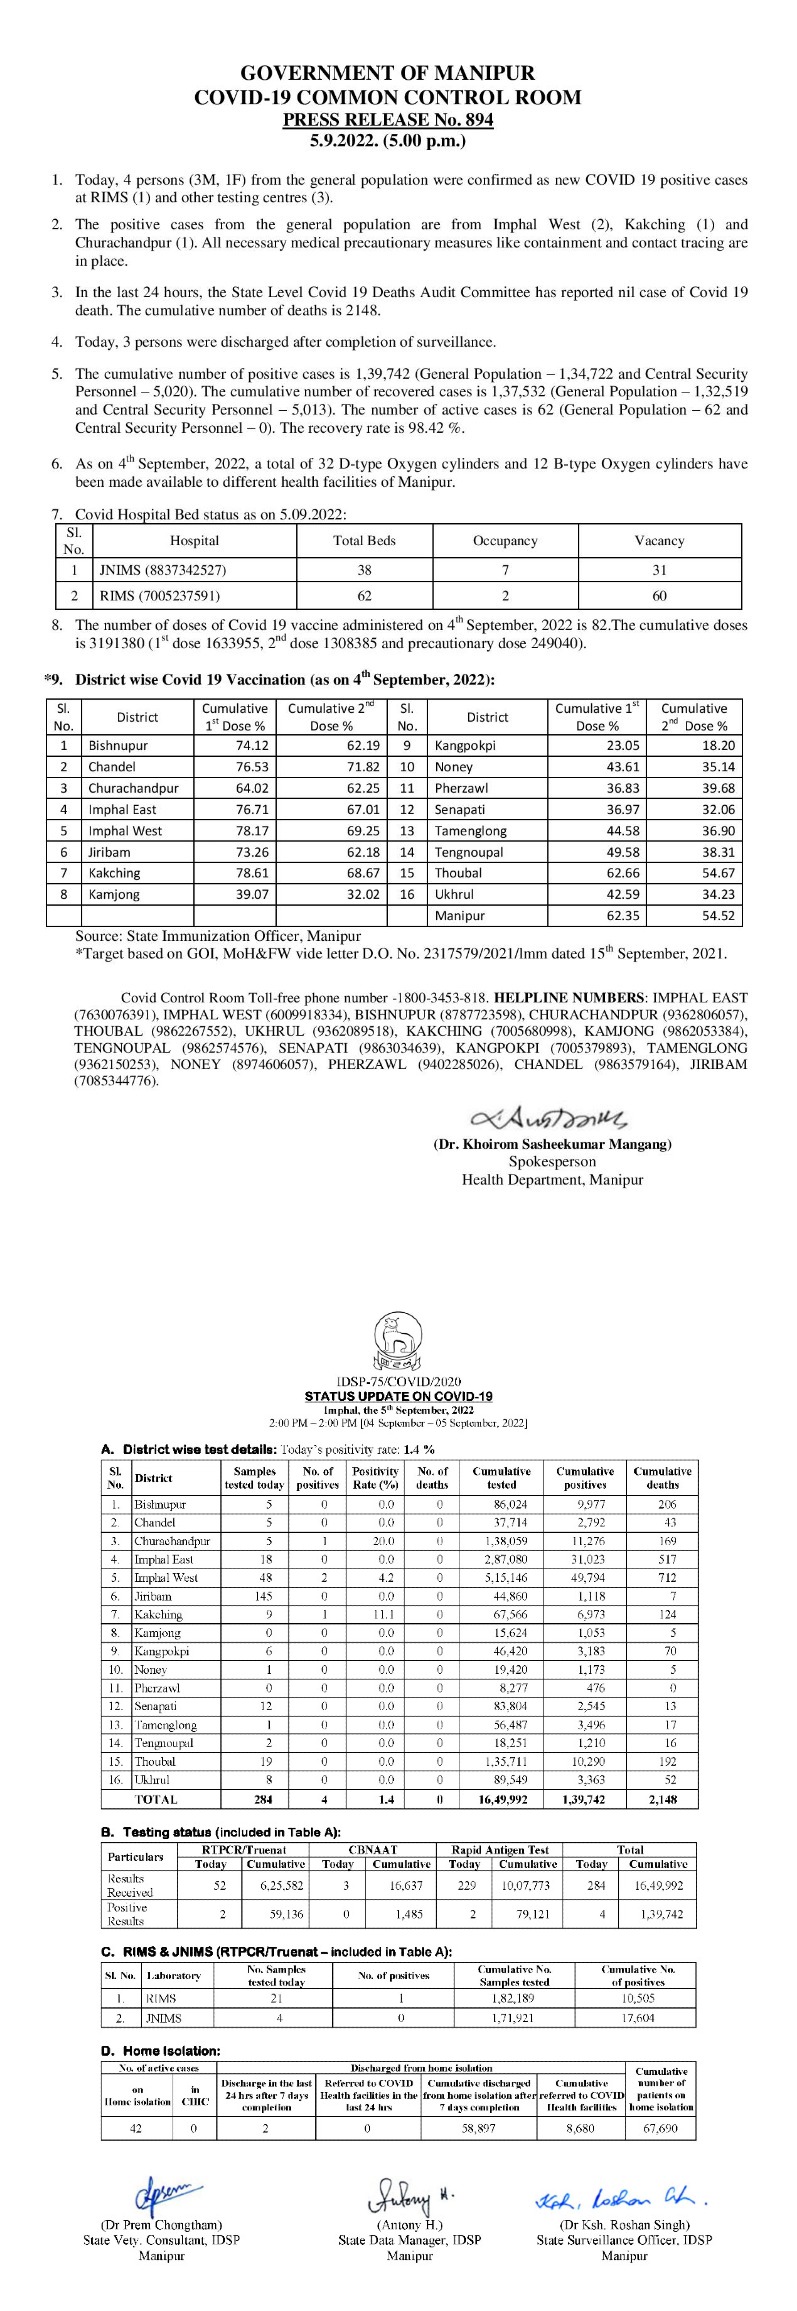 GOVERNMENT OF MANIPUR
COVID-19 COMMON CONTROL ROOM
PRESS RELEASE No. 894
5.9.2022. (5.00 p.m.)
1. Today, 4 persons (3M, 1F) from the general population were confirmed as new COVID 19 positive cases
at RIMS (1) and other testing centres (3).
2. The positive cases from the general population are from Imphal West (2), Kakching (1) and
Churachandpur (1). All necessary medical precautionary measures like containment and contact tracing are
in place.
3. In the last 24 hours, the State Level Covid 19 Deaths Audit Committee has reported nil case of Covid 19
death. The cumulative number of deaths is 2148.
4. Today, 3 persons were discharged after completion of surveillance.
5. The cumulative number of positive cases is 1,39,742 (General Population – 1,34,722 and Central Security
Personnel – 5,020). The cumulative number of recovered cases is 1,37,532 (General Population – 1,32,519
and Central Security Personnel – 5,013). The number of active cases is 62 (General Population – 62 and
Central Security Personnel – 0). The recovery rate is 98.42 %.
6. As on 4th September, 2022, a total of 32 D-type Oxygen cylinders and 12 B-type Oxygen cylinders have
been made available to different health facilities of Manipur.
7. Covid Hospital Bed status as on 5.09.2022:
Sl. No. Hospital Total Beds Occupancy Vacancy
1 JNIMS (8837342527) 38 7 31
2 RIMS (7005237591) 62 2 60
8. The number of doses of Covid 19 vaccine administered on 4th September, 2022 is 82.The cumulative doses
is 3191380 (1st dose 1633955, 2nd dose 1308385 and precautionary dose 249040).
*9. District wise Covid 19 Vaccination (as on 4th September, 2022):
Sl. No. District Cumulative 1st Dose % Cumulative 2nd Dose % Sl. No. District Cumulative 1st Dose % Cumulative 2nd Dose %
1 Bishnupur 74.12 62.19 9 Kangpokpi 23.05 18.20
2 Chandel 76.53 71.82 10 Noney 43.61 35.14
3 Churachandpur 64.02 62.25 11 Pherzawl 36.83 39.68
4 Imphal East 76.71 67.01 12 Senapati 36.97 32.06
5 Imphal West 78.17 69.25 13 Tamenglong 44.58 36.90
6 Jiribam 73.26 62.18 14 Tengnoupal 49.58 38.31
7 Kakching 78.61 68.67 15 Thoubal 62.66 54.67
8 Kamjong 39.07 32.02 16 Ukhrul 42.59 34.23
Manipur 62.35 54.52
Source: State Immunization Officer, Manipur
*Target based on GOI, MoH&FW vide letter D.O. No. 2317579/2021/Imm dated 15th September, 2021.
Covid Control Room Toll-free phone number -1800-3453-818. HELPLINE NUMBERS: IMPHAL EAST
(7630076391), IMPHAL WEST (6009918334), BISHNUPUR (8787723598), CHURACHANDPUR (9362806057),
THOUBAL (9862267552), UKHRUL (9362089518), KAKCHING (7005680998), KAMJONG (9862053384),
TENGNOUPAL (9862574576), SENAPATI (9863034639), KANGPOKPI (7005379893), TAMENGLONG
(9362150253), NONEY (8974606057), PHERZAWL (9402285026), CHANDEL (9863579164), JIRIBAM
(7085344776).
(Dr. Khoirom Sasheekumar Mangang)
Spokesperson
Health Department, Manipur
IDSP-75/COVID/2020
STATUS UPDATE ON COVID-19
Imphal, the 5th September, 2022
2:00 PM – 2:00 PM [04 September – 05 September, 2022]
A. District wise test details: Today's positivity rate: 1.4 %
Sl. No. District Samples tested today No. of positives Positivity Rate (%) No. of deaths Cumulative tested Cumulative positives Cumulative deaths
1. Bishnupur 5 0 0.0 0 86,024 9,977 206
2. Chandel 5 0 0.0 0 37,714 2,792 43
3. Churachandpur 5 1 20.0 0 1,38,059 11,276 169
4. Imphal East 18 0 0.0 0 2,87,080 31,023 517
5. Imphal West 48 2 4.2 0 5,15,146 49,794 712
6. Jiribam 145 0 0.0 0 44,860 1,118 7
7. Kakching 9 1 11.1 0 67,566 6,973 124
8. Kamjong 0 0 0.0 0 15,624 1,053 5
9. Kangpokpi 6 0 0.0 0 46,420 3,183 70
10. Noney 1 0 0.0 0 19,420 1,173 5
11. Pherzawl 0 0 0.0 0 8,277 476 0
12. Senapati 12 0 0.0 0 83,804 2,545 13
13. Tamenglong 1 0 0.0 0 56,487 3,496 17
14. Tengnoupal 2 0 0.0 0 18,251 1,210 16
15. Thoubal 19 0 0.0 0 1,35,711 10,290 192
16. Ukhrul 8 0 0.0 0 89,549 3,363 52
TOTAL 284 4 1.4 0 16,49,992 1,39,742 2,148
B. Testing status (included in Table A):
Particulars RTPCR/Truenat CBNAAT Rapid Antigen Test Total
Today Cumulative Today Cumulative Today Cumulative Today Cumulative
Results Received 52 6,25,582 3 16,637 229 10,07,773 284 16,49,992
Positive Results 2 59,136 0 1,485 2 79,121 4 1,39,742
C. RIMS & JNIMS (RTPCR/Truenat – included in Table A):
Sl. No. Laboratory No. Samples tested today No. of positives Cumulative No. Samples tested Cumulative No. of positives
1. RIMS 21 1 1,82,189 10,505
2. JNIMS 4 0 1,71,921 17,604
D. Home Isolation:
No. of active cases Discharged from home isolation Cumulative number of patients on home isolation
on Home isolation in CHIC Discharge in the last 24 hrs after 7 days completion Referred to COVID Health facilities in the last 24 hrs Cumulative discharged from home isolation after 7 days completion Cumulative referred to COVID Health facilities
42 0 2 0 58,897 8,680 67,690
Antony H.
Ksh. Roshan Sh.
(Dr Prem Chongtham) (Antony H.) (Dr Ksh. Roshan Singh)
State Vety. Consultant, IDSP State Data Manager, IDSP State Surveillance Officer, IDSP
Manipur Manipur Manipur